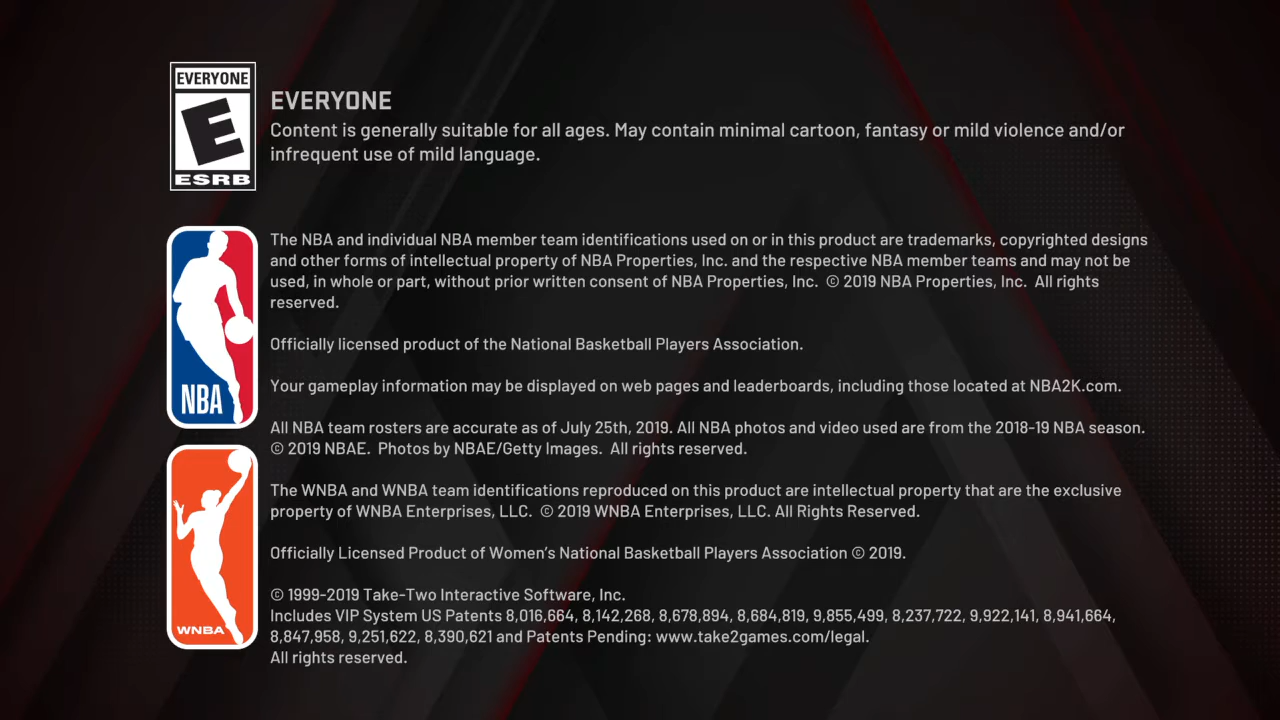 EVERYONE
E
ESRB
EVERYONE
Content is generally suitable for all ages. May contain minimal cartoon, fantasy or mild violence and/or
infrequent use of mild language.
The NBA and individual NBA member team identifications used on or in this product are trademarks, copyrighted designs
and other forms of intellectual property of NBA Properties, Inc. and the respective NBA member teams and may not be
used, in whole or part, without prior written consent of NBA Properties, Inc. © 2019 NBA Properties, Inc. All rights
reserved.
Officially licensed product of the National Basketball Players Association.
Your gameplay information may be displayed on web pages and leaderboards, including those located at NBA2K.com.
NBA
All NBA team rosters are accurate as of July 25th, 2019. All NBA photos and video used are from the 2018-19 NBA season.
© 2019 NBAE. Photos by NBAE/Getty Images. All rights reserved.
The WNBA and WNBA team identifications reproduced on this product are intellectual property that are the exclusive
property of WNBA Enterprises, LLC. © 2019 WNBA Enterprises, LLC. All Rights Reserved.
Officially Licensed Product of Women's National Basketball Players Association © 2019.
© 1999-2019 Take-Two Interactive Software, Inc.
Includes VIP System US Patents 8,016,664, 8,142,268, 8,678,894, 8,684,819, 9,855,499, 8,237,722, 9,922,141, 8,941,664,
WNBA
8,847,958, 9,251,622, 8,390,621 and Patents Pending: www.take2games.com/legal.
All rights reserved.